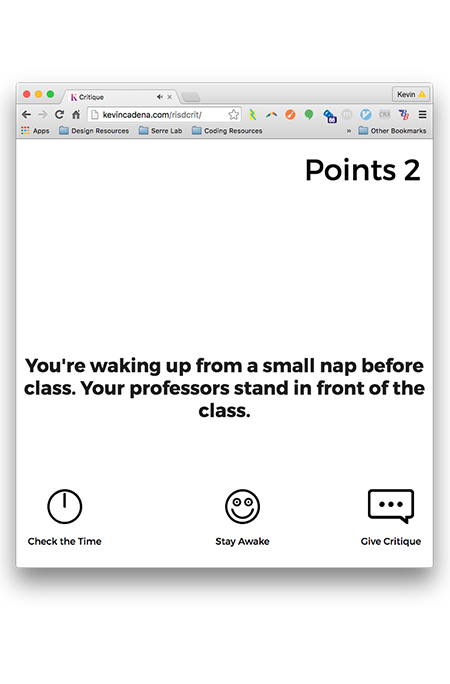 Critique
Kevin
kevincadena.com/risdcrit/
Apps Design Resources Serre Lab Coding Resources » Other Bookmarks
Points 2
You're waking up from a small nap before
class. Your professors stand in front of the
class.
Check the Time Stay Awake Give Critique